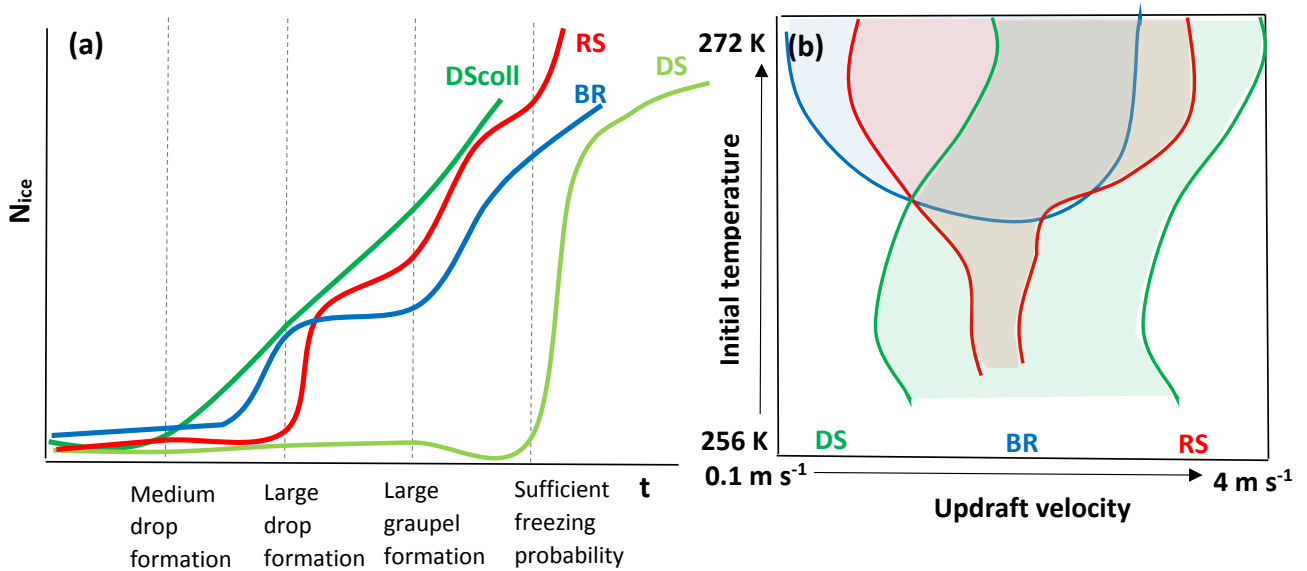 (a)
RS
DS
DScoll
BR
Nice
t
Medium
drop
formation
Large
drop
formation
Large
graupel
formation
Sufficient
freezing
probability
(b)
272 K
Initial temperature
256 K
DS
BR
RS
0.1 m s-1
4 m s-1
Updraft velocity